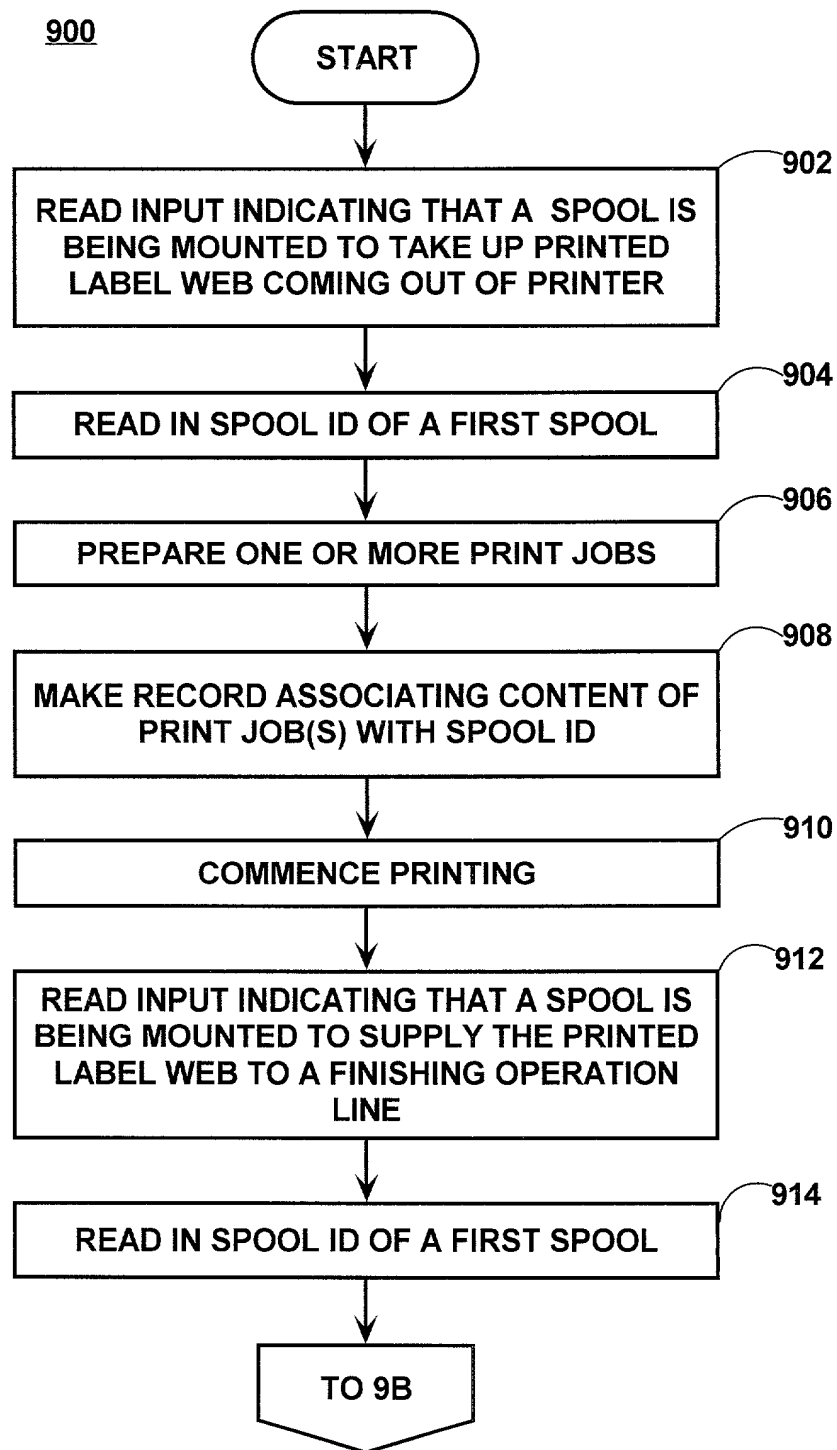 900
START
902
READ INPUT INDICATING THAT A SPOOL IS
BEING MOUNTED TO TAKE UP PRINTED
LABEL WEB COMING OUT OF PRINTER
904
READ IN SPOOL ID OF A FIRST SPOOL
906
PREPARE ONE OR MORE PRINT JOBS
908
MAKE RECORD ASSOCIATING CONTENT OF
PRINT JOB(S) WITH SPOOL ID
910
COMMENCE PRINTING
912
READ INPUT INDICATING THAT A SPOOL IS
BEING MOUNTED TO SUPPLY THE PRINTED
LABEL WEB TO A FINISHING OPERATION
LINE
914
READ IN SPOOL ID OF A FIRST SPOOL
TO 9B